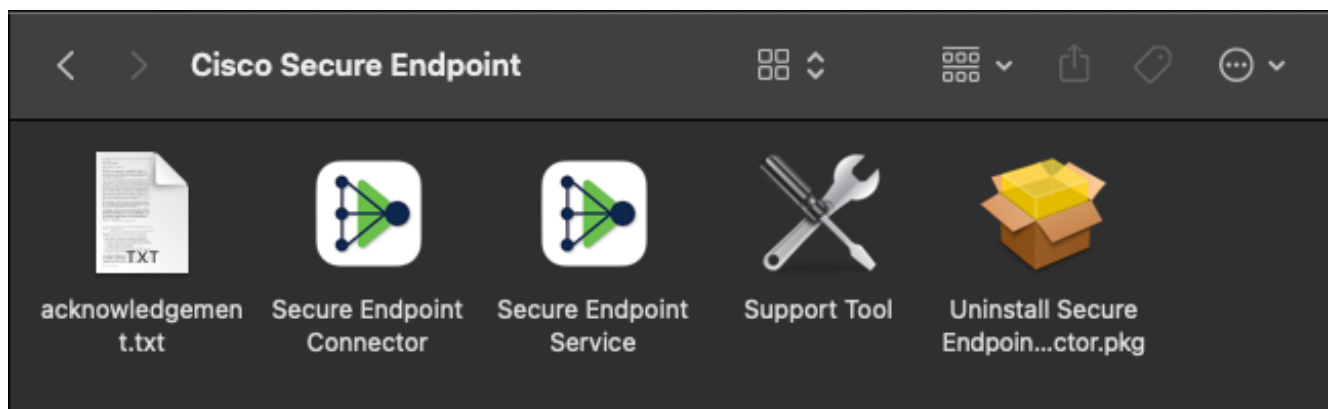 Cisco Secure Endpoint
TXT
acknowledgemen
t.txt
Secure Endpoint
Connector
Secure Endpoint
Service
Support Tool
Uninstall Secure
Endpoin...ctor.pkg